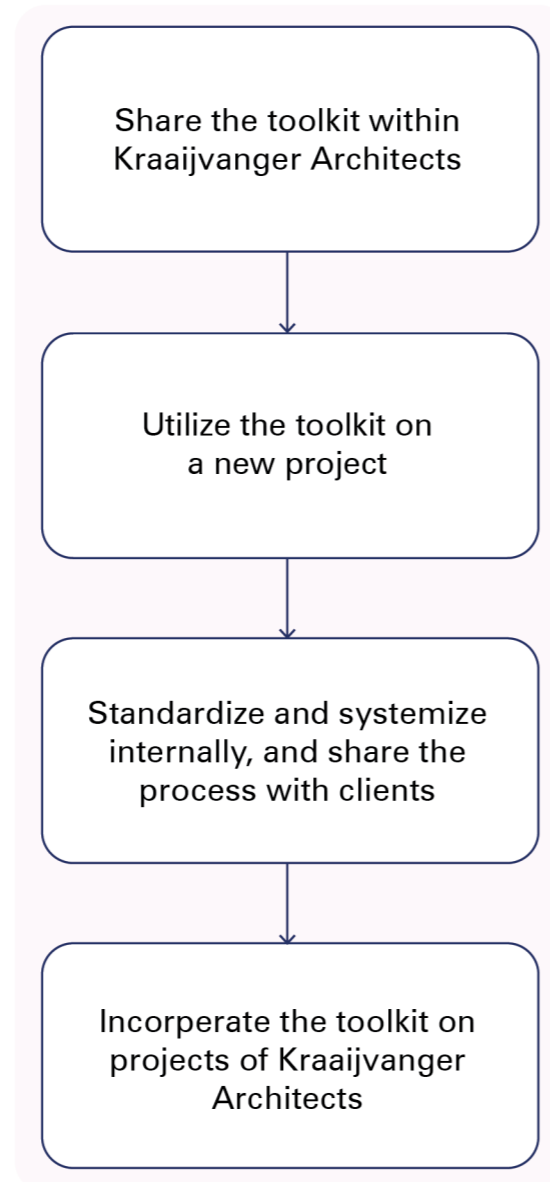 Share the toolkit within
Kraaijvanger Architects
Utilize the toolkit on
a new project
Standardize and systemize
internally, and share the
process with clients
Incorperate the toolkit on
projects of Kraaijvanger
Architects